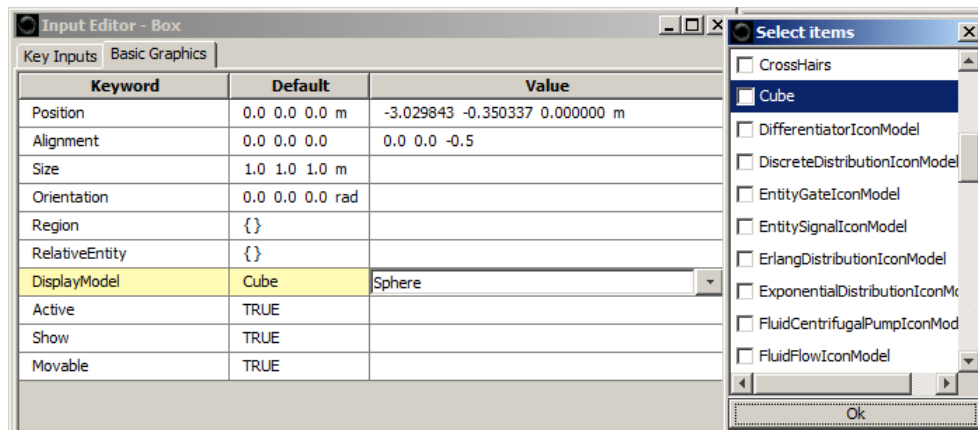 Input Editor - Box
Key Inputs Basic Graphics
Keyword Default Value
Position 0.0 0.0 0.0 m -3.029843 -0.350337 0.000000 m
Alignment 0.0 0.0 0.0 0.0 0.0 -0.5
Size 1.0 1.0 1.0 m
Orientation 0.0 0.0 0.0 rad
Region {}
RelativeEntity {}
DisplayModel Cube Sphere
Active TRUE
Show TRUE
Movable TRUE
Select items
CrossHairs
Cube
DifferentiatorIconModel
DiscreteDistributionIconModel
EntityGateIconModel
EntitySignalIconModel
ErlangDistributionIconModel
ExponentialDistributionIconMo
FluidCentrifugalPumpIconMod
FluidFlowIconModel
Ok